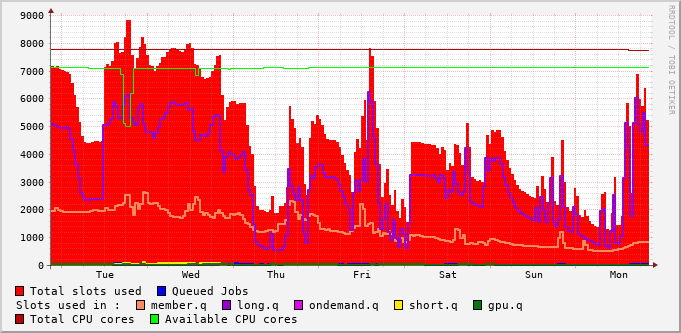 9000
8000
7000
6000
5000
4000
3000
2000
1000
0
Tue Wed Thu Fri Sat Sun Mon
RRDTOOL / TOBI OETIKER
Total slots used Queued Jobs
Slots used in : member.q long.q ondemand.q short.q gpu.q
Total CPU cores Available CPU cores